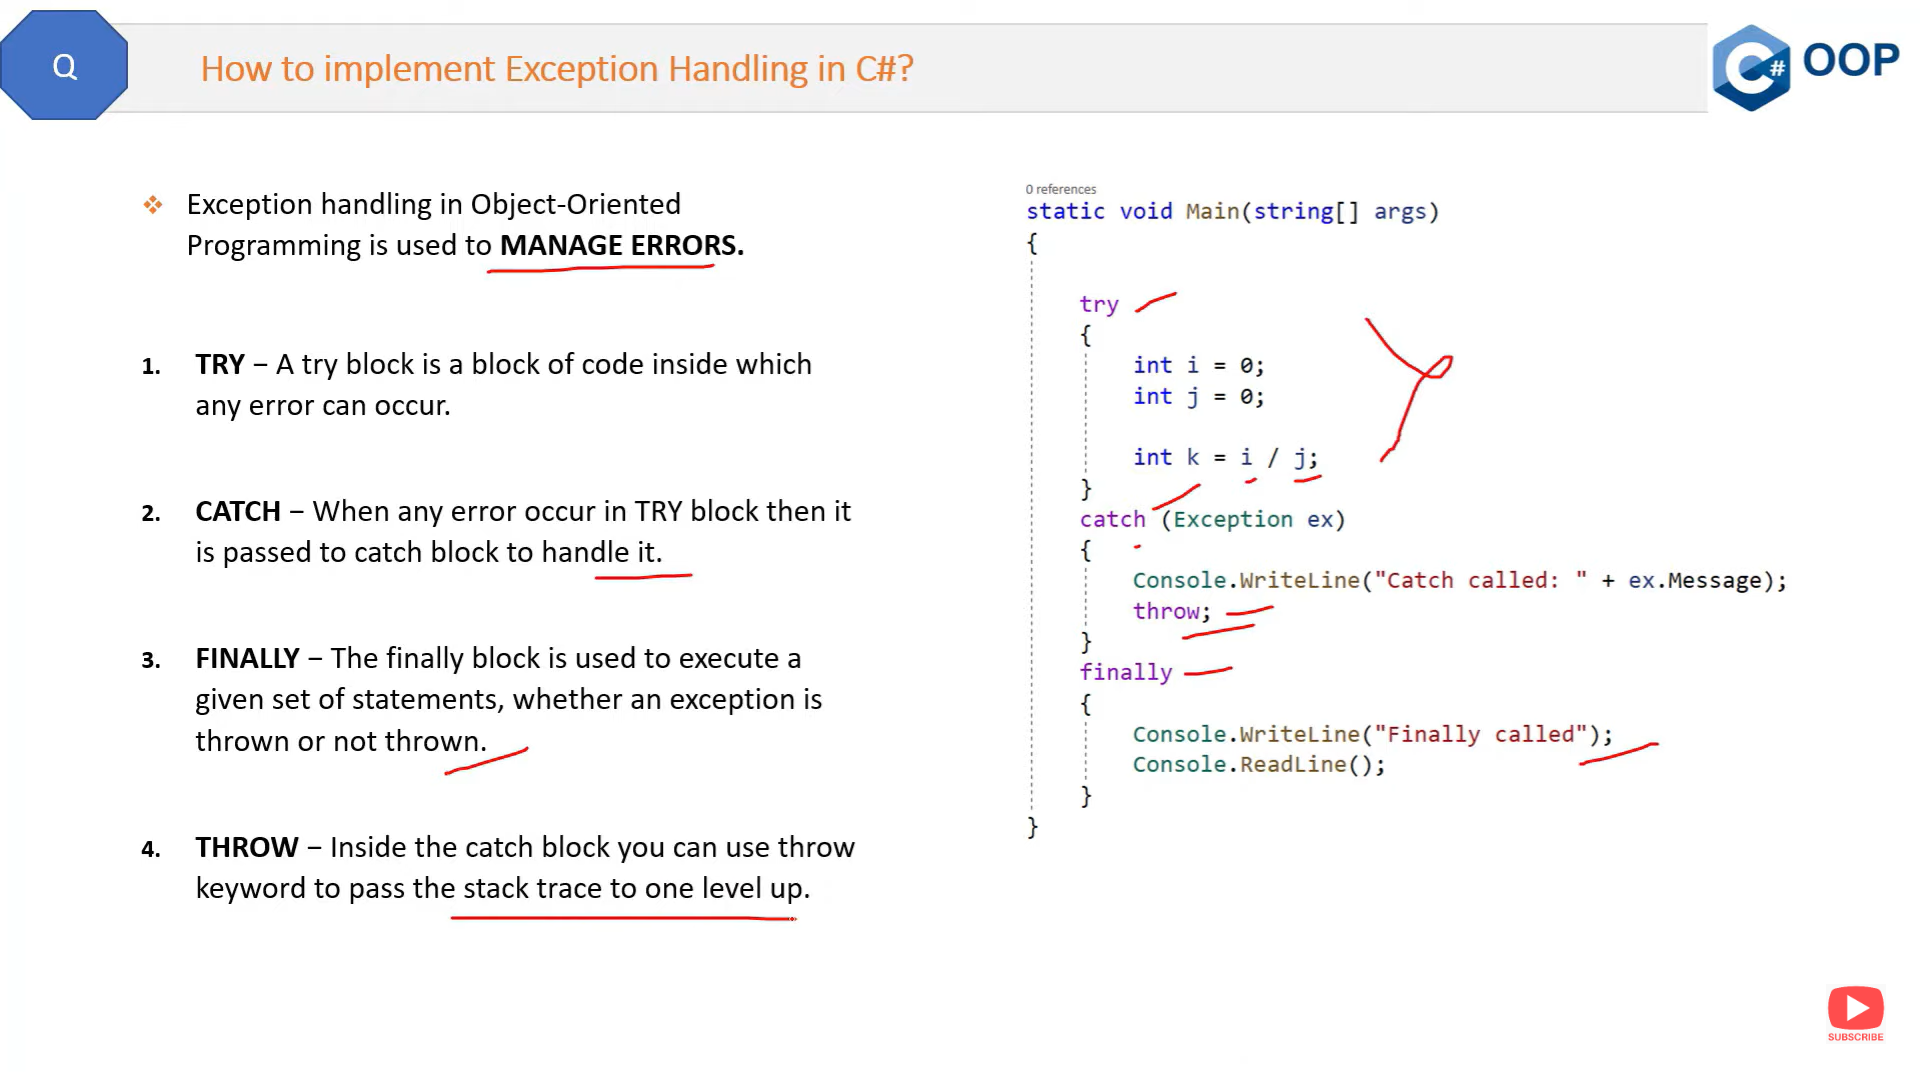 Q
How to implement Exception Handling in C#?
C# OOP
❖ Exception handling in Object-Oriented
Programming is used to MANAGE ERRORS.
1. TRY – A try block is a block of code inside which
any error can occur.
2. CATCH – When any error occur in TRY block then it
is passed to catch block to handle it.
3. FINALLY – The finally block is used to execute a
given set of statements, whether an exception is
thrown or not thrown.
4. THROW – Inside the catch block you can use throw
keyword to pass the stack trace to one level up.
0 references
static void Main(string[] args)
{
try
{
int i = 0;
int j = 0;
int k = i / j;
}
catch (Exception ex)
{
Console.WriteLine("Catch called: " + ex.Message);
throw;
}
finally
{
Console.WriteLine("Finally called");
Console.ReadLine();
}
}
SUBSCRIBE